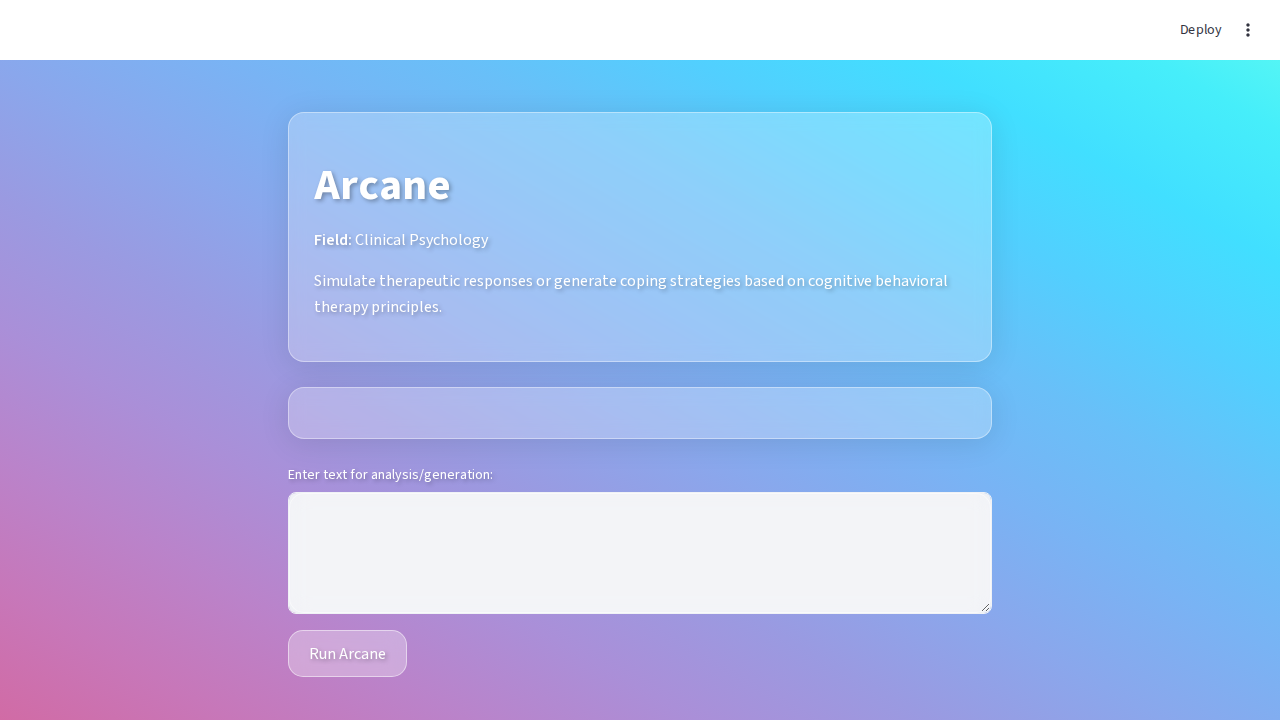 Deploy
Arcane
Field: Clinical Psychology
Simulate therapeutic responses or generate coping strategies based on cognitive behavioral
therapy principles.
Enter text for analysis/generation:
Run Arcane